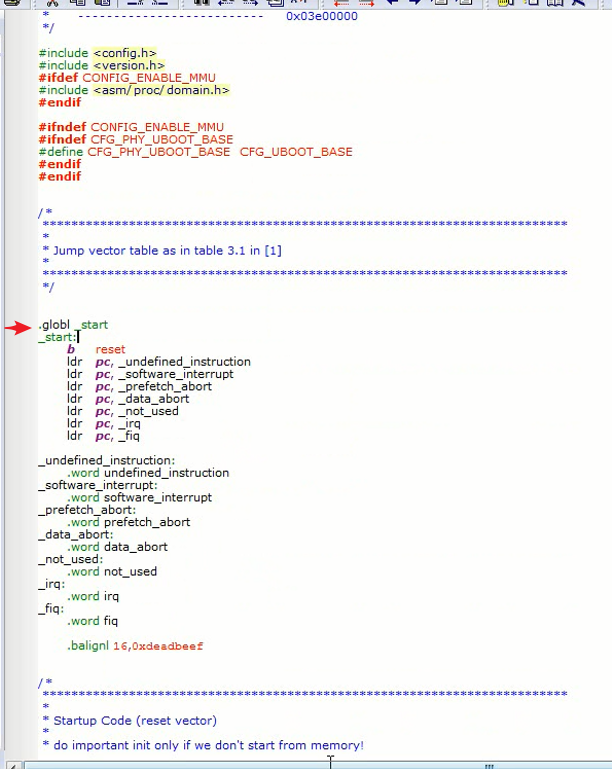 * -------------------------- 0x03e00000
*/
#include <config.h>
#include <version.h>
#ifdef CONFIG_ENABLE_MMU
#include <asm/proc/domain.h>
#endif
#ifndef CONFIG_ENABLE_MMU
#ifndef CFG_PHY_UBOOT_BASE
#define CFG_PHY_UBOOT_BASE CFG_UBOOT_BASE
#endif
#endif
/*
*************************************************************************
*
* Jump vector table as in table 3.1 in [1]
*
*************************************************************************
*/
.globl _start
_start:
b reset
ldr pc, _undefined_instruction
ldr pc, _software_interrupt
ldr pc, _prefetch_abort
ldr pc, _data_abort
ldr pc, _not_used
ldr pc, _irq
ldr pc, _fiq
_undefined_instruction:
.word undefined_instruction
_software_interrupt:
.word software_interrupt
_prefetch_abort:
.word prefetch_abort
_data_abort:
.word data_abort
_not_used:
.word not_used
_irq:
.word irq
_fiq:
.word fiq
.balignl 16,0xdeadbeef
/*
*************************************************************************
*
* Startup Code (reset vector)
*
* do important init only if we don't start from memory!